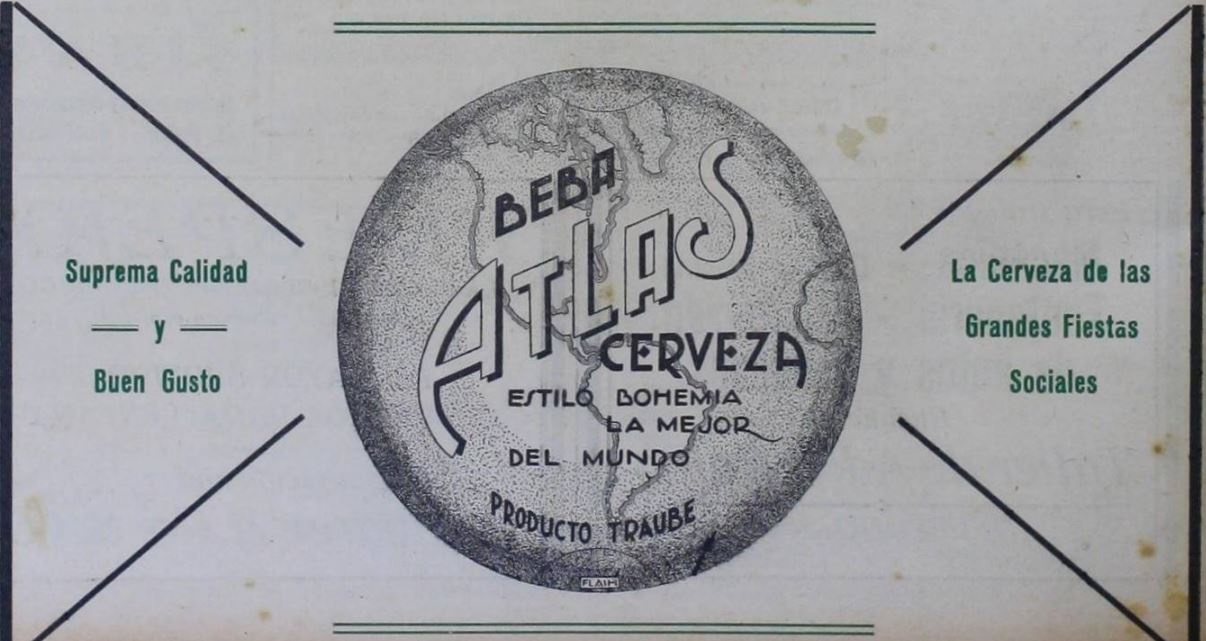 BEBA
ATLAS
CERVEZA
ESTILO BOHEMIA
LA MEJOR
DEL MUNDO
PRODUCTO TRAUBE
FLAIH
Suprema Calidad
y
Buen Gusto
La Cerveza de las
Grandes Fiestas
Sociales